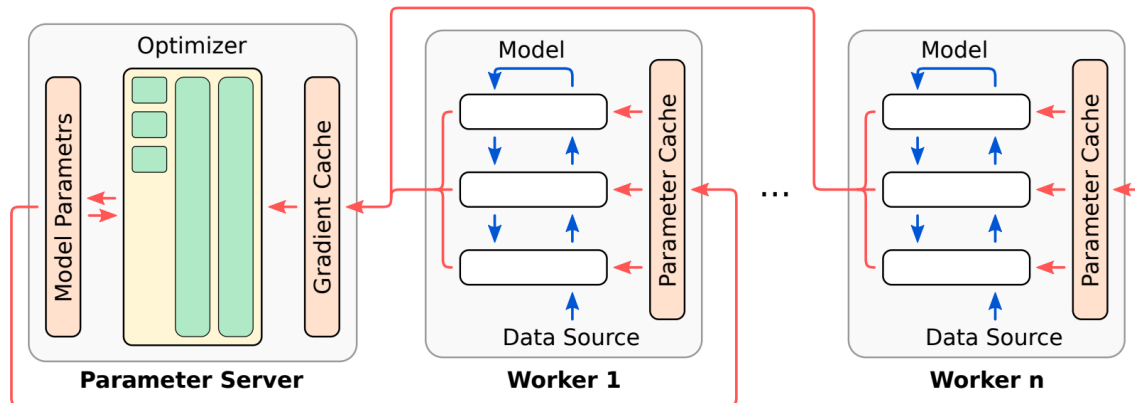 Optimizer
Model Parametrs
Gradient Cache
Parameter Server
Model
Parameter Cache
Data Source
Worker 1
...
Model
Parameter Cache
Data Source
Worker n